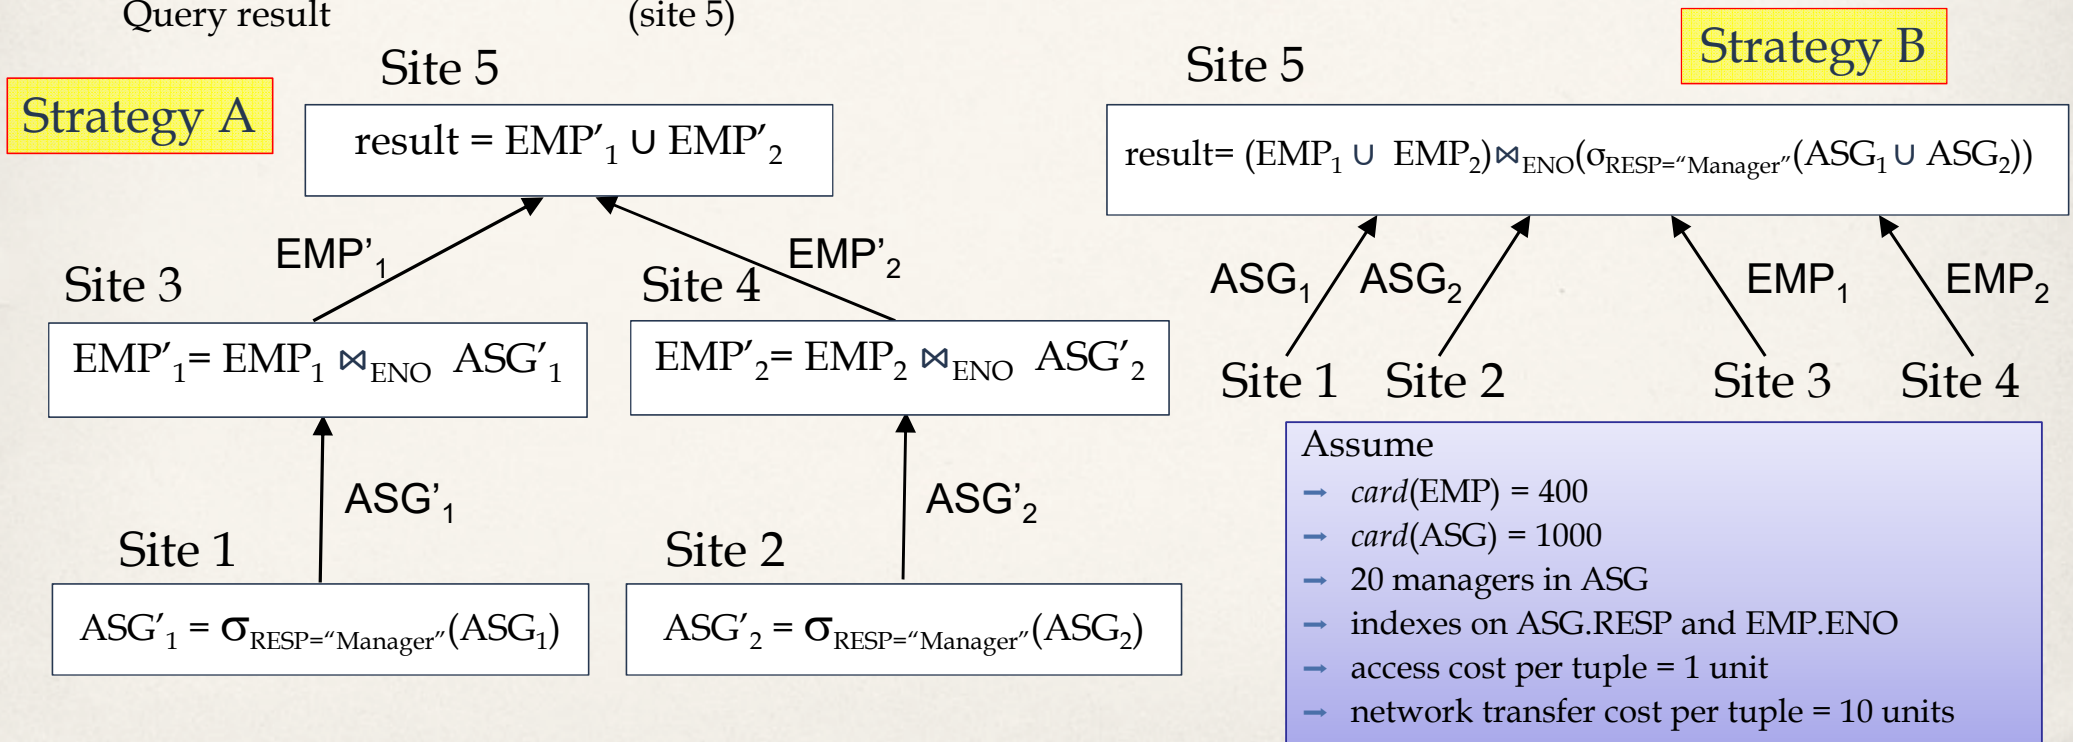 Query result (site 5)
Strategy A
Site 5
result = EMP′₁ ∪ EMP′₂
EMP’₁
EMP’₂
Site 3
Site 4
EMP′₁= EMP₁ ⋈ENO ASG′₁
EMP′₂= EMP₂ ⋈ENO ASG′₂
ASG’₁
ASG’₂
Site 1
Site 2
ASG′₁ = σRESP=“Manager”(ASG₁)
ASG′₂ = σRESP=“Manager”(ASG₂)
Strategy B
Site 5
result= (EMP₁ ∪ EMP₂)⋈ENO(σRESP=“Manager”(ASG₁∪ ASG₂))
ASG₁
ASG₂
EMP₁
EMP₂
Site 1
Site 2
Site 3
Site 4
Assume
→ card(EMP) = 400
→ card(ASG) = 1000
→ 20 managers in ASG
→ indexes on ASG.RESP and EMP.ENO
→ access cost per tuple = 1 unit
→ network transfer cost per tuple = 10 units